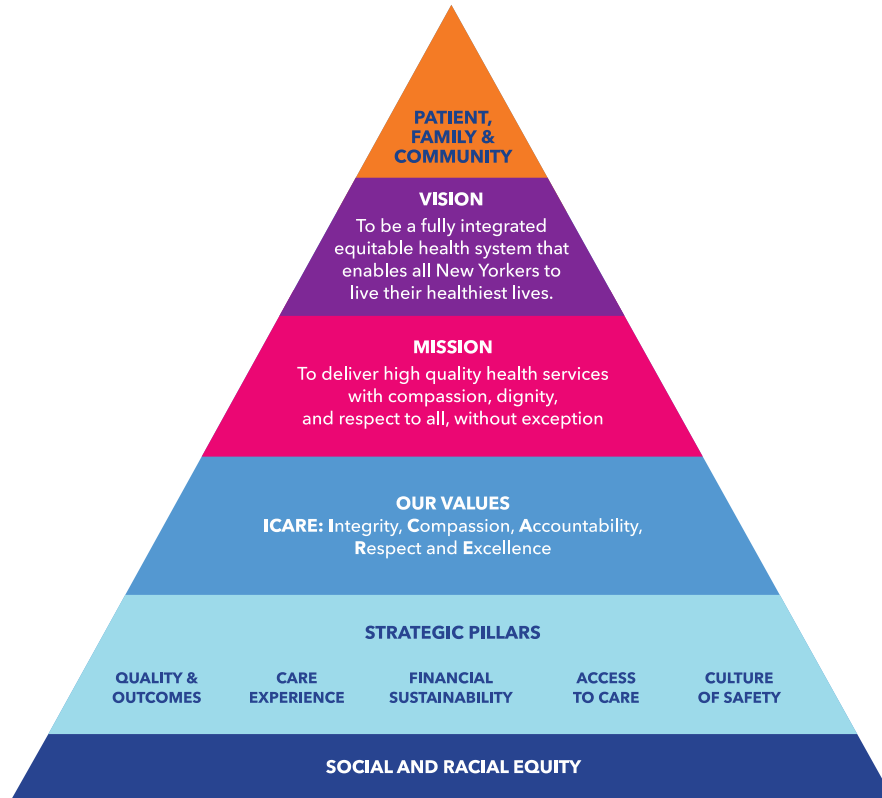 PATIENT,
FAMILY &
COMMUNITY
VISION
To be a fully integrated
equitable health system that
enables all New Yorkers to
live their healthiest lives.
MISSION
To deliver high quality health services
with compassion, dignity,
and respect to all, without exception
OUR VALUES
ICARE: Integrity, Compassion, Accountability,
Respect and Excellence
STRATEGIC PILLARS
QUALITY &
OUTCOMES
CARE
EXPERIENCE
FINANCIAL
SUSTAINABILITY
ACCESS
TO CARE
CULTURE
OF SAFETY
SOCIAL AND RACIAL EQUITY